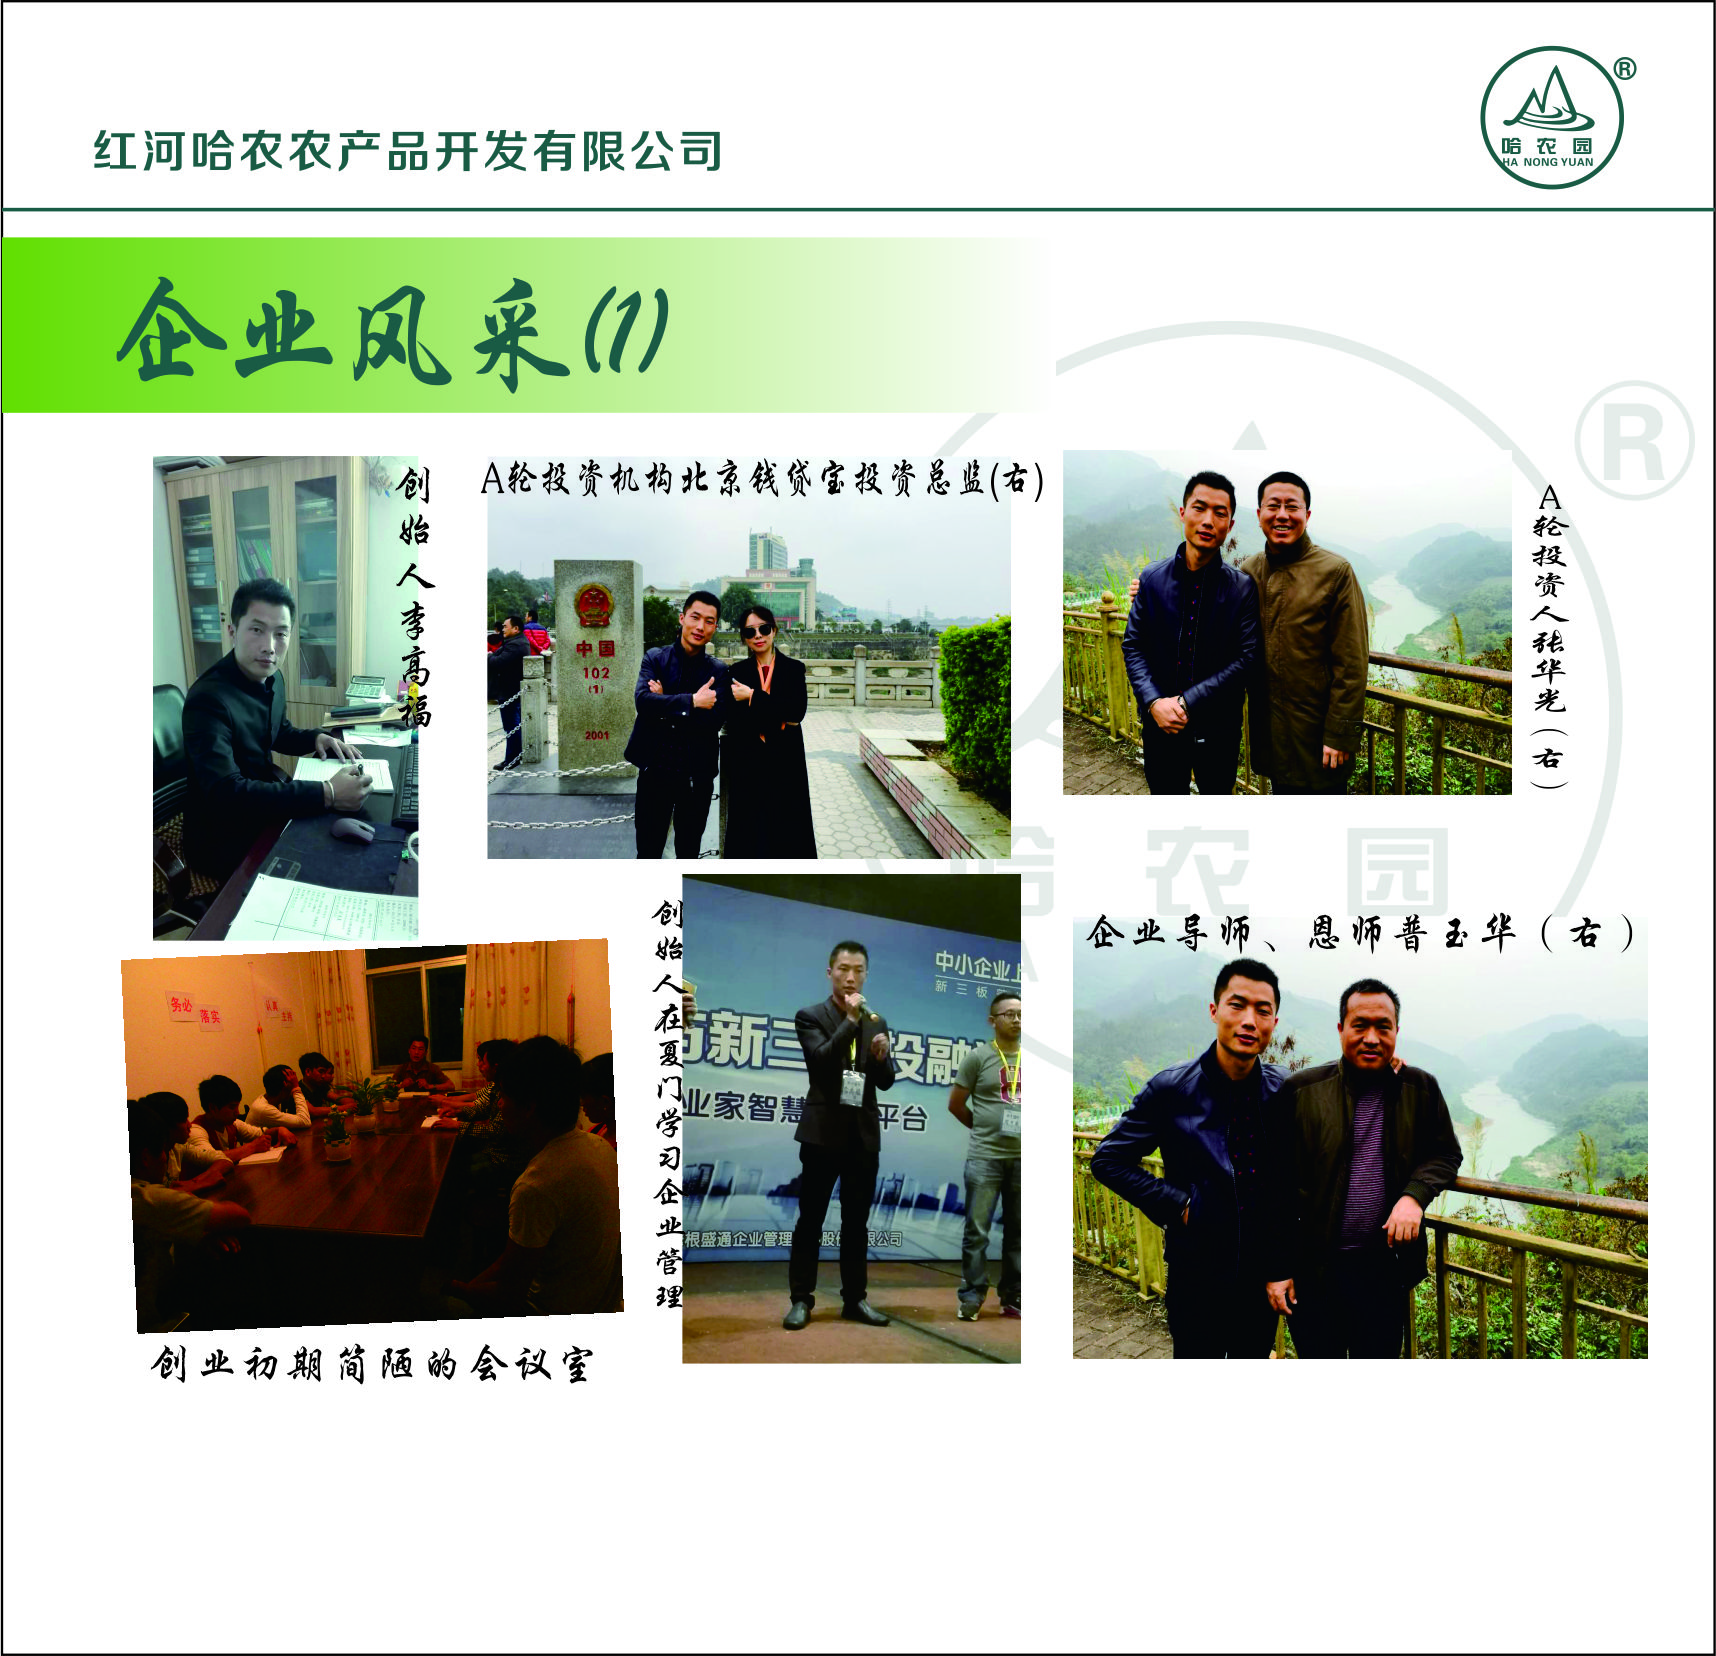 红河哈农农产品开发有限公司
哈农园
HA NONG YUAN
®
企业风采(1)
®
创始人李高福
A轮投资机构北京钱贷宝投资总监(右)
中国
102
(1)
2001
A轮投资人张华光(右)
哈农园
创始人在夏门学习企业管理
中小企业上
新三板
新三
投融
业家智慧
平台
根盛通企业管理
股份有限公司
企业导师、恩师普玉华(右)
务必
落实
认真
创业初期简陋的会议室